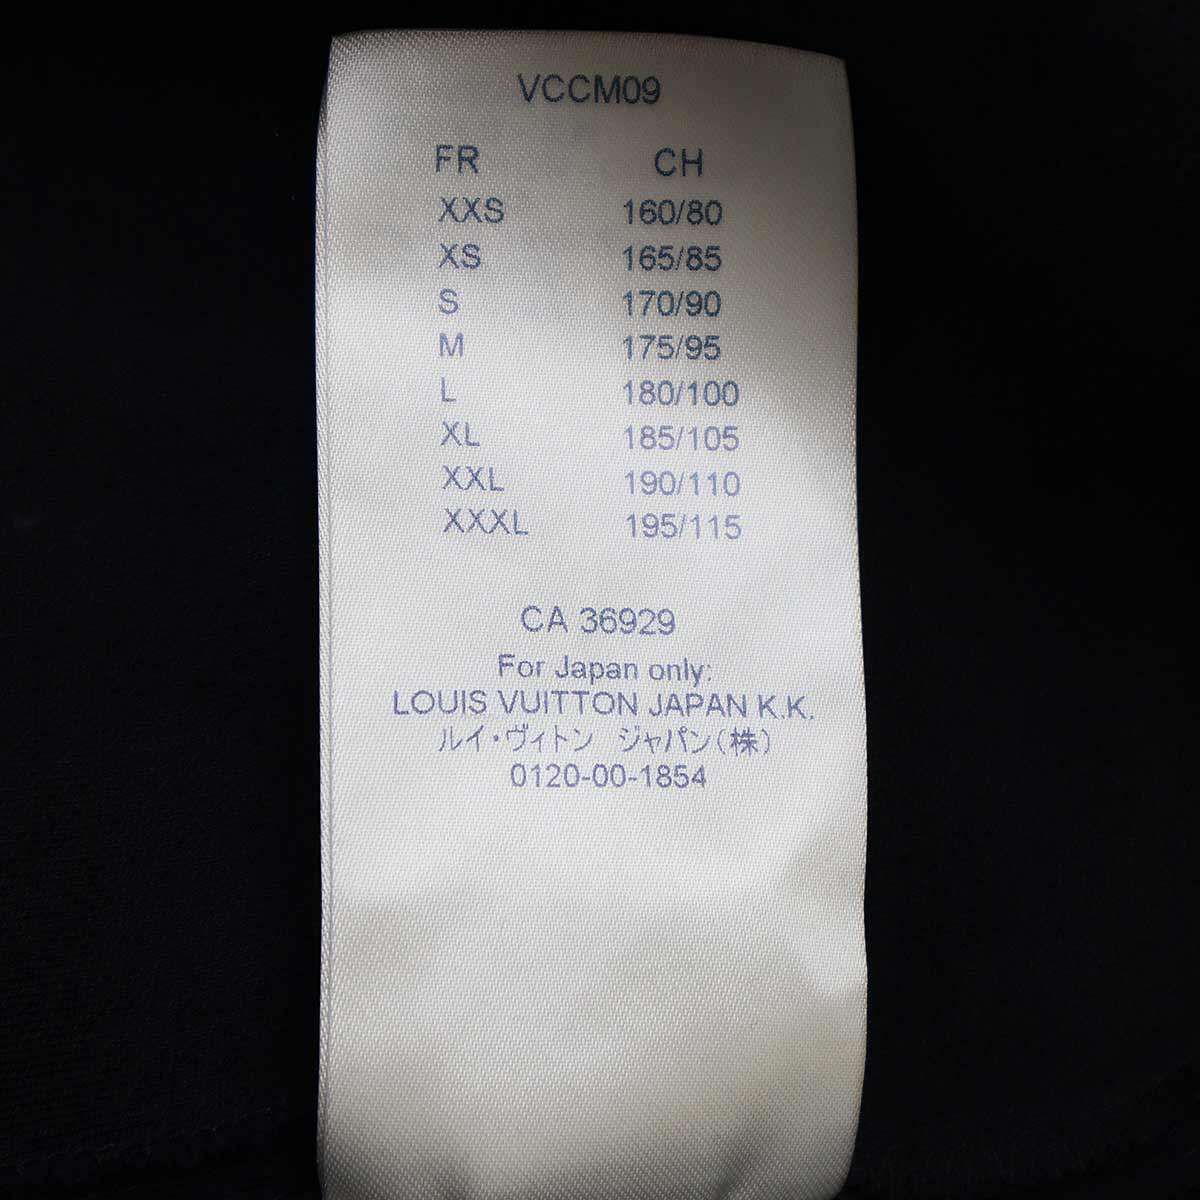 VCCM09
FR CH
XXS 160/80
XS 165/85
S 170/90
M 175/95
L 180/100
XL 185/105
XXL 190/110
XXXL 195/115
CA 36929
For Japan only:
LOUIS VUITTON JAPAN K.K.
ルイ・ヴィトン ジャパン(株)
0120-00-1854